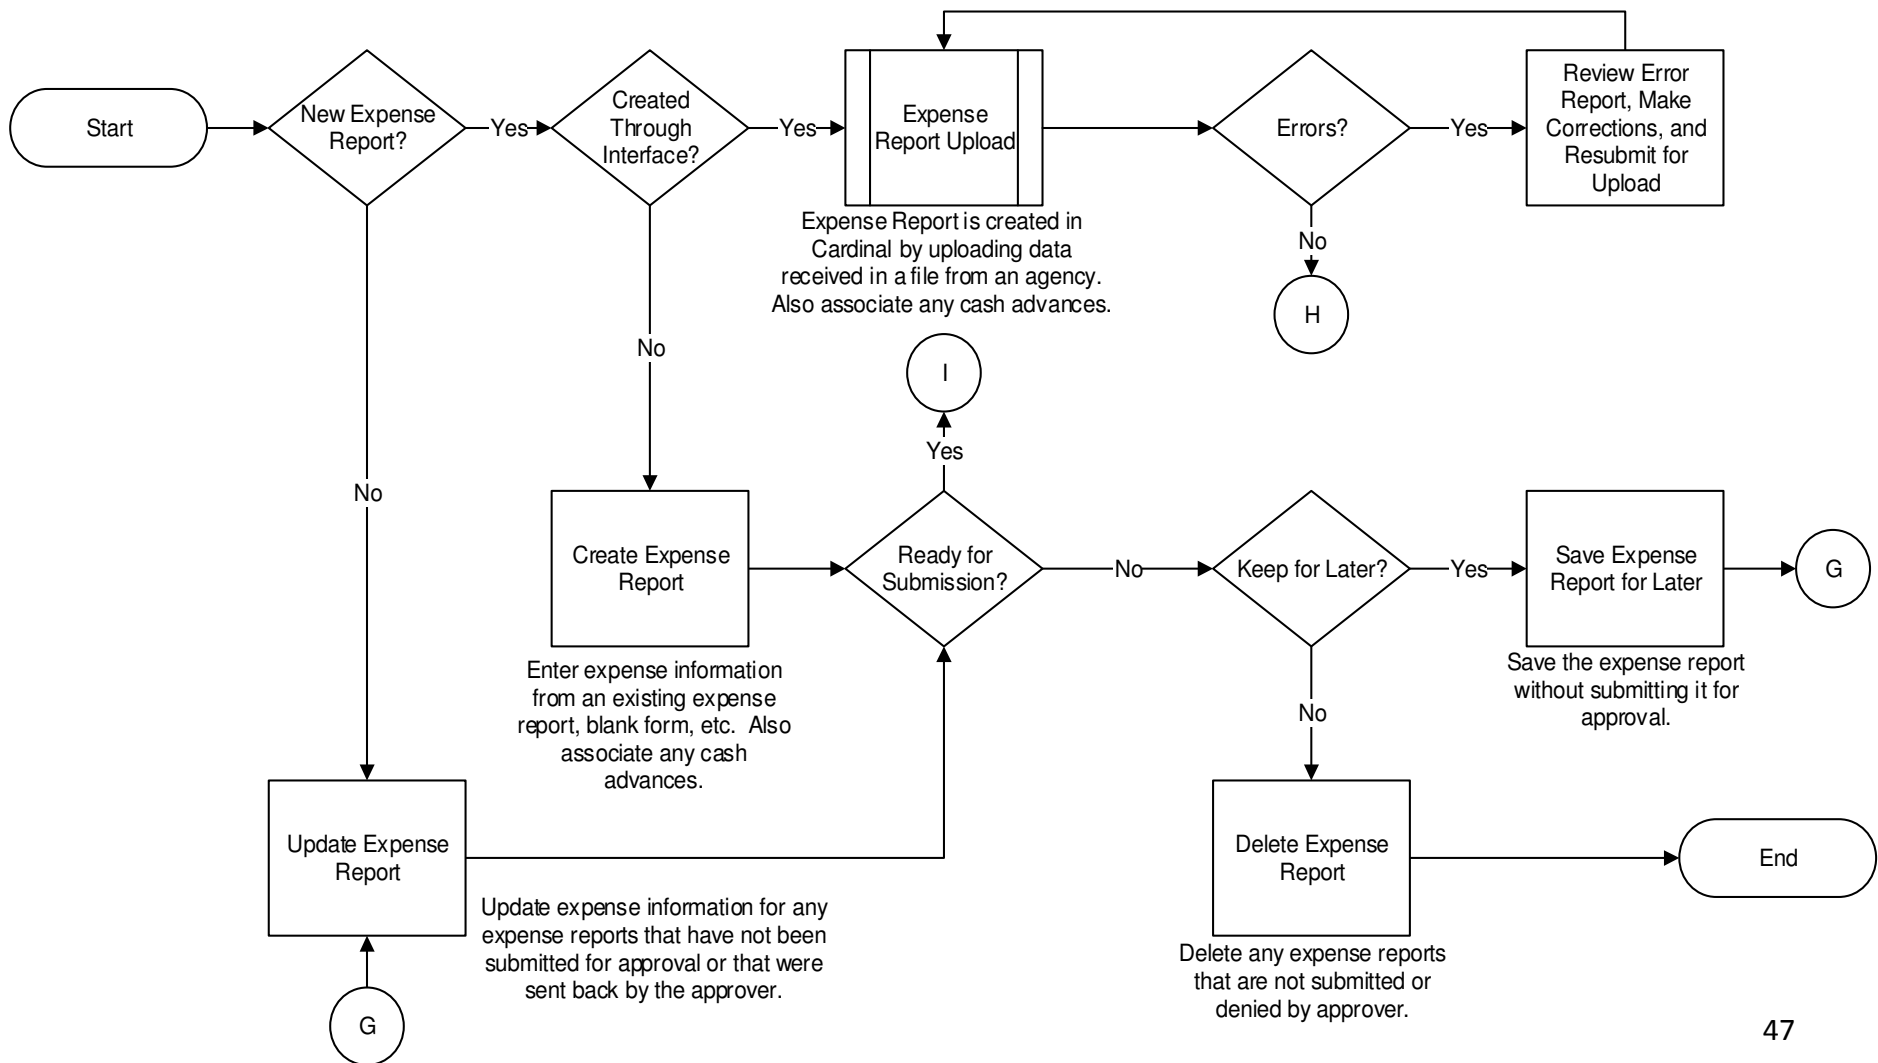 Start
New Expense
Report?
Yes
Created
Through
Interface?
Yes
Expense
Report Upload
Errors?
Yes
Review Error
Report, Make
Corrections, and
Resubmit for
Upload
Expense Report is created in
Cardinal by uploading data
received in a file from an agency.
Also associate any cash advances.
No
H
No
No
I
Yes
Create Expense
Report
Ready for
Submission?
No
Keep for Later?
Yes
Save Expense
Report for Later
G
Enter expense information
from an existing expense
report, blank form, etc. Also
associate any cash
advances.
Save the expense report
without submitting it for
approval.
No
Update Expense
Report
Delete Expense
Report
End
Update expense information for any
expense reports that have not been
submitted for approval or that were
sent back by the approver.
Delete any expense reports
that are not submitted or
denied by approver.
G
47